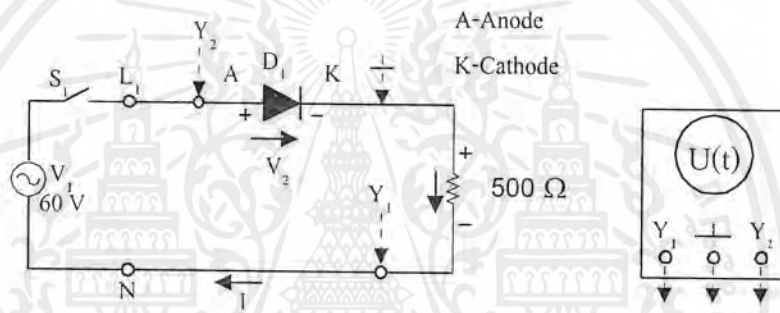 A-Anode
K-Cathode
Y₂
S₁ L₁ A D₁ K
+ −
V₂
V₁
60 V
Y₁
+
500 Ω
−
N
I
U(t)
Y₁ Y₂